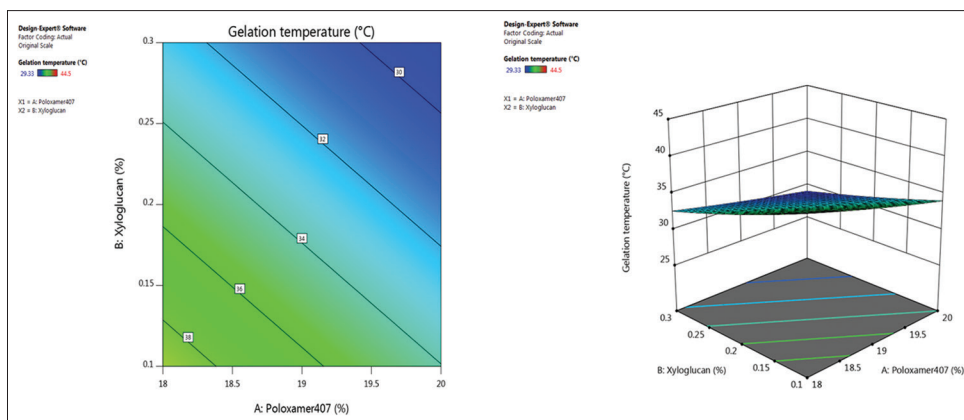 Design-Expert® Software
Factor Coding: Actual
Original Scale
Gelation temperature (°C)
29.33 44.5
X1 = A: Poloxamer407
X2 = B: Xyloglucan
Gelation temperature (°C)
0.3
0.25
0.2
0.15
0.1
18
18.5
19
19.5
20
B: Xyloglucan (%)
A: Poloxamer407 (%)
30
32
34
36
38
Design-Expert® Software
Factor Coding: Actual
Original Scale
Gelation temperature (°C)
29.33 44.5
X1 = A: Poloxamer407
X2 = B: Xyloglucan
45
40
35
30
25
Gelation temperature (°C)
0.3
0.25
0.2
0.15
0.1
18
18.5
19
19.5
20
B: Xyloglucan (%)
A: Poloxamer407 (%)